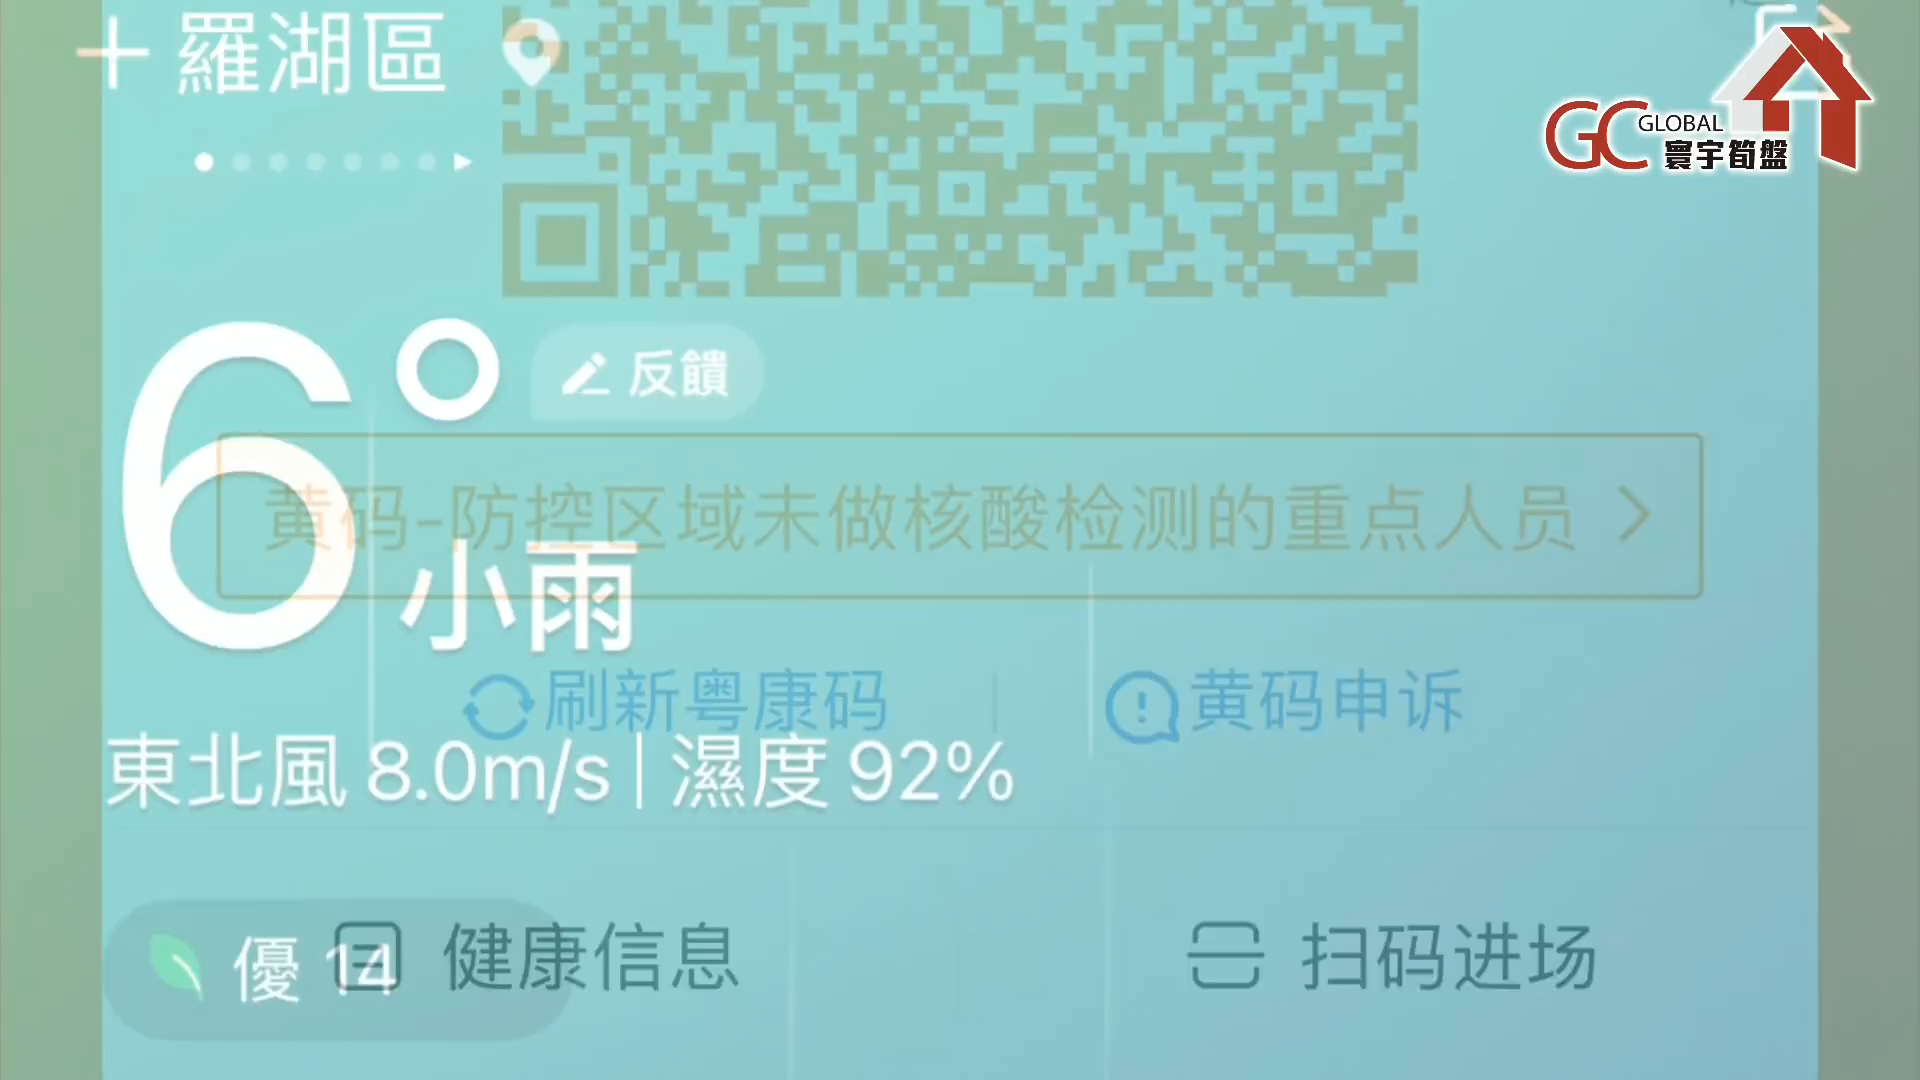 羅湖區
GC GLOBAL
寰宇筍盤
6°
反饋
黄码-防控区域未做核酸检测的重点人员
小雨
刷新粤康码
黄码申诉
東北風 8.0m/s | 濕度 92%
優 14
健康信息
扫码进场